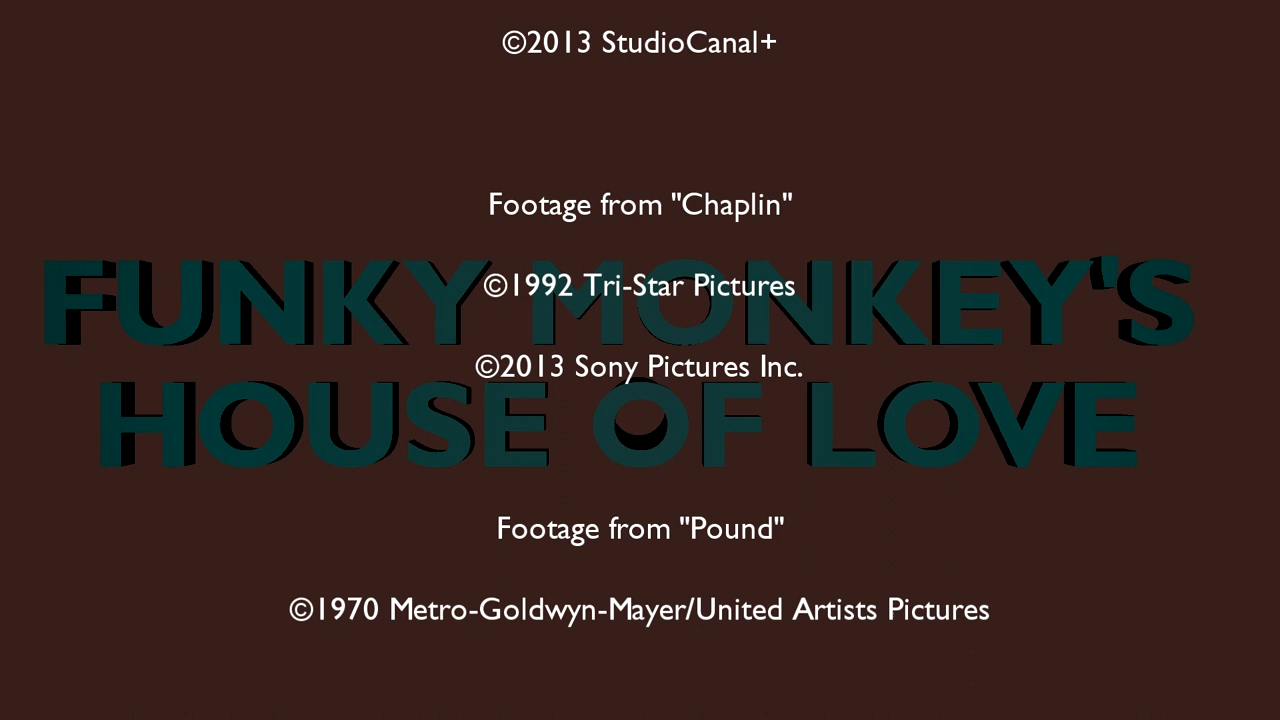 ©2013 StudioCanal+
Footage from "Chaplin"
©1992 Tri-Star Pictures
FUNKY MONKEY'S
©2013 Sony Pictures Inc.
HOUSE OF LOVE
Footage from "Pound"
©1970 Metro-Goldwyn-Mayer/United Artists Pictures